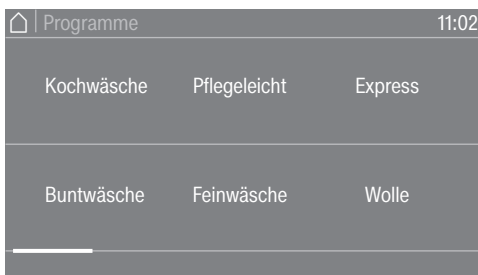 Programme 11:02
Kochwäsche Pflegeleicht Express
Buntwäsche Feinwäsche Wolle